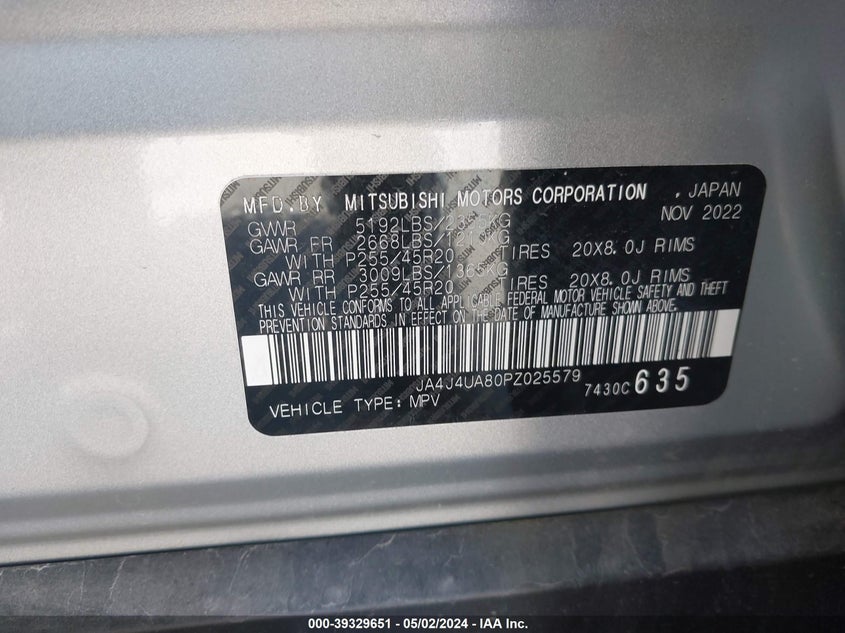 MFD.BY MITSUBISHI MOTORS CORPORATION , JAPAN
NOV 2022
GVWR 5192LBS/ KG
GAWR FR 2668LBS/ KG
WITH P255/45R20 TIRES 20X8.0J RIMS
GAWR RR 3009LBS/1365KG
WITH P255/45R20 TIRES 20X8.0J RIMS
THIS VEHICLE CONFORMS TO ALL APPLICABLE FEDERAL MOTOR VEHICLE SAFETY AND THEFT
PREVENTION STANDARDS IN EFFECT ON THE DATE OF MANUFACTURE SHOWN ABOVE.
JA4J4UA80PZ025579
7430C 635
VEHICLE TYPE: MPV
000-39329651 - 05/02/2024 - IAA Inc.